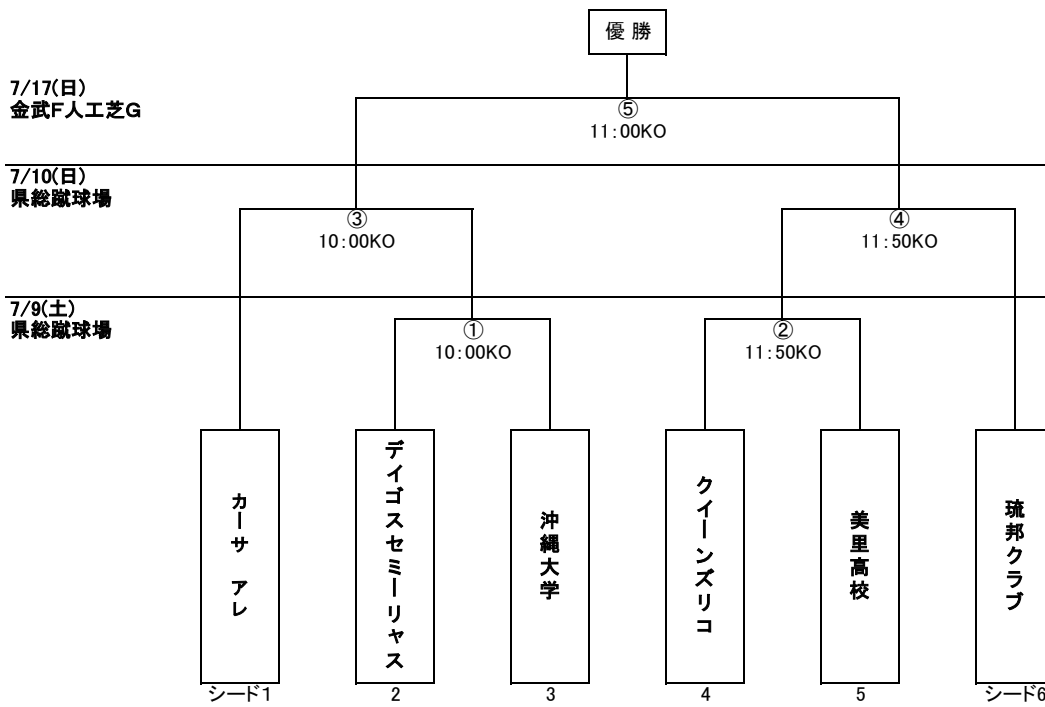 優 勝
7/17(日)
金武F人工芝G
⑤
11:00KO
7/10(日)
県総蹴球場
③
10:00KO
④
11:50KO
7/9(土)
県総蹴球場
①
10:00KO
②
11:50KO
カーサ アレ
デイゴスセミーリャス
沖縄大学
クイーンズリコ
美里高校
琉邦クラブ
シード1
2
3
4
5
シード6